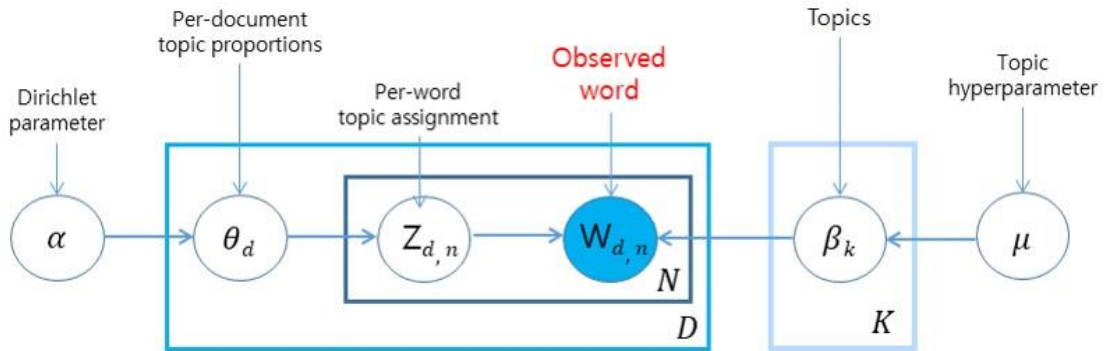 Per-document
topic proportions
Topics
Observed
word
Topic
hyperparameter
Dirichlet
parameter
Per-word
topic assignment
α
θd
Zd, n
Wd, n
βk
μ
N
D
K